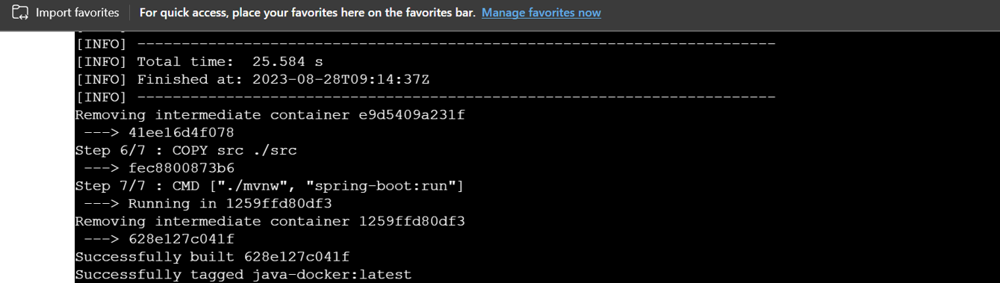 Import favorites For quick access, place your favorites here on the favorites bar. Manage favorites now
[INFO] ------------------------------------------------------------------------
[INFO] Total time:  25.584 s
[INFO] Finished at: 2023-08-28T09:14:37Z
[INFO] ------------------------------------------------------------------------
Removing intermediate container e9d5409a231f
 ---> 41ee16d4f078
Step 6/7 : COPY src ./src
 ---> fec8800873b6
Step 7/7 : CMD ["./mvnw", "spring-boot:run"]
 ---> Running in 1259ffd80df3
Removing intermediate container 1259ffd80df3
 ---> 628e127c041f
Successfully built 628e127c041f
Successfully tagged java-docker:latest